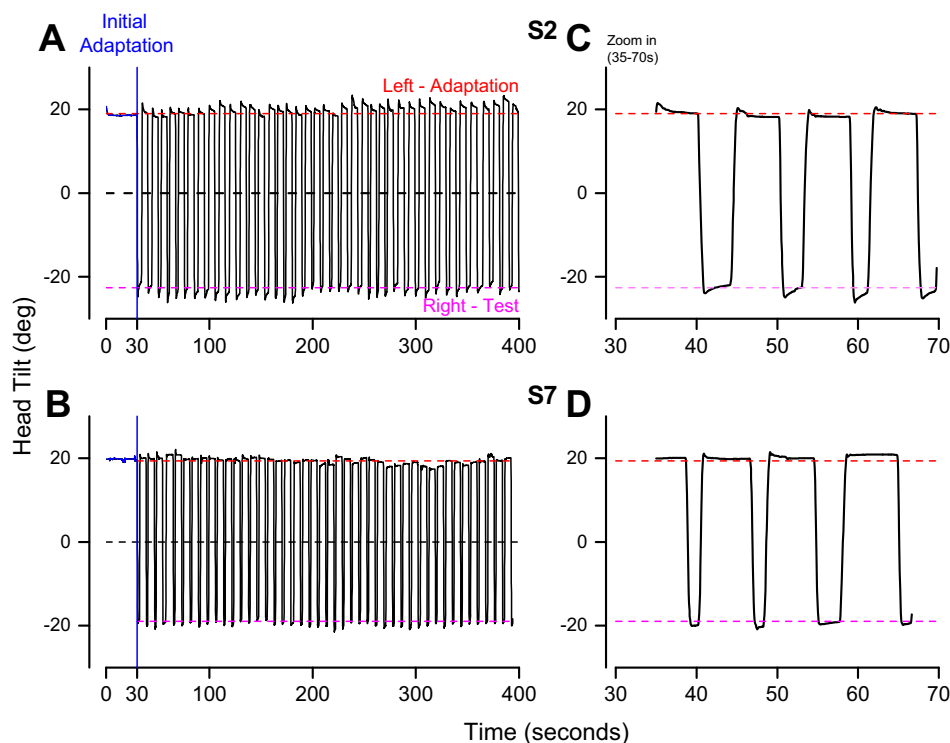 Initial
Adaptation
A
S2
C
Zoom in
(35-70s)
Left - Adaptation
20
0
-20
Right - Test
0 30 100 200 300 400
20
0
-20
30 40 50 60 70
B
S7
D
20
0
-20
0 30 100 200 300 400
20
0
-20
30 40 50 60 70
Head Tilt (deg)
Time (seconds)